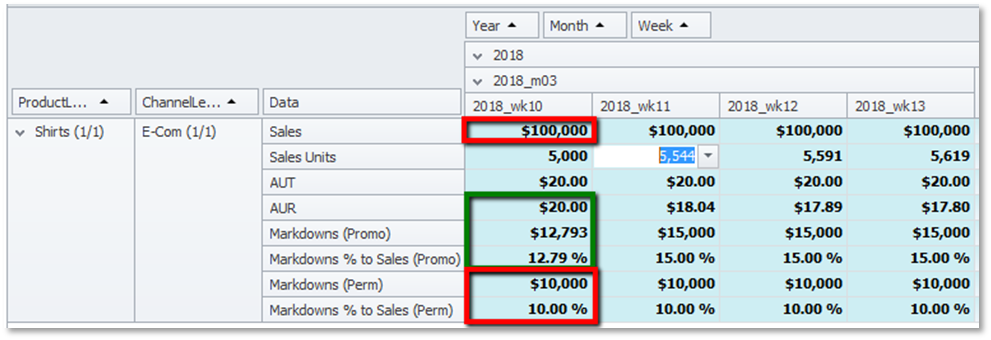 Year Month Week
2018
2018_m03
ProductL... ChannelLe... Data 2018_wk10 2018_wk11 2018_wk12 2018_wk13
Shirts (1/1) E-Com (1/1) Sales $100,000 $100,000 $100,000 $100,000
Sales Units 5,000 5,544 5,591 5,619
AUT $20.00 $20.00 $20.00 $20.00
AUR $20.00 $18.04 $17.89 $17.80
Markdowns (Promo) $12,793 $15,000 $15,000 $15,000
Markdowns % to Sales (Promo) 12.79 % 15.00 % 15.00 % 15.00 %
Markdowns (Perm) $10,000 $10,000 $10,000 $10,000
Markdowns % to Sales (Perm) 10.00 % 10.00 % 10.00 % 10.00 %